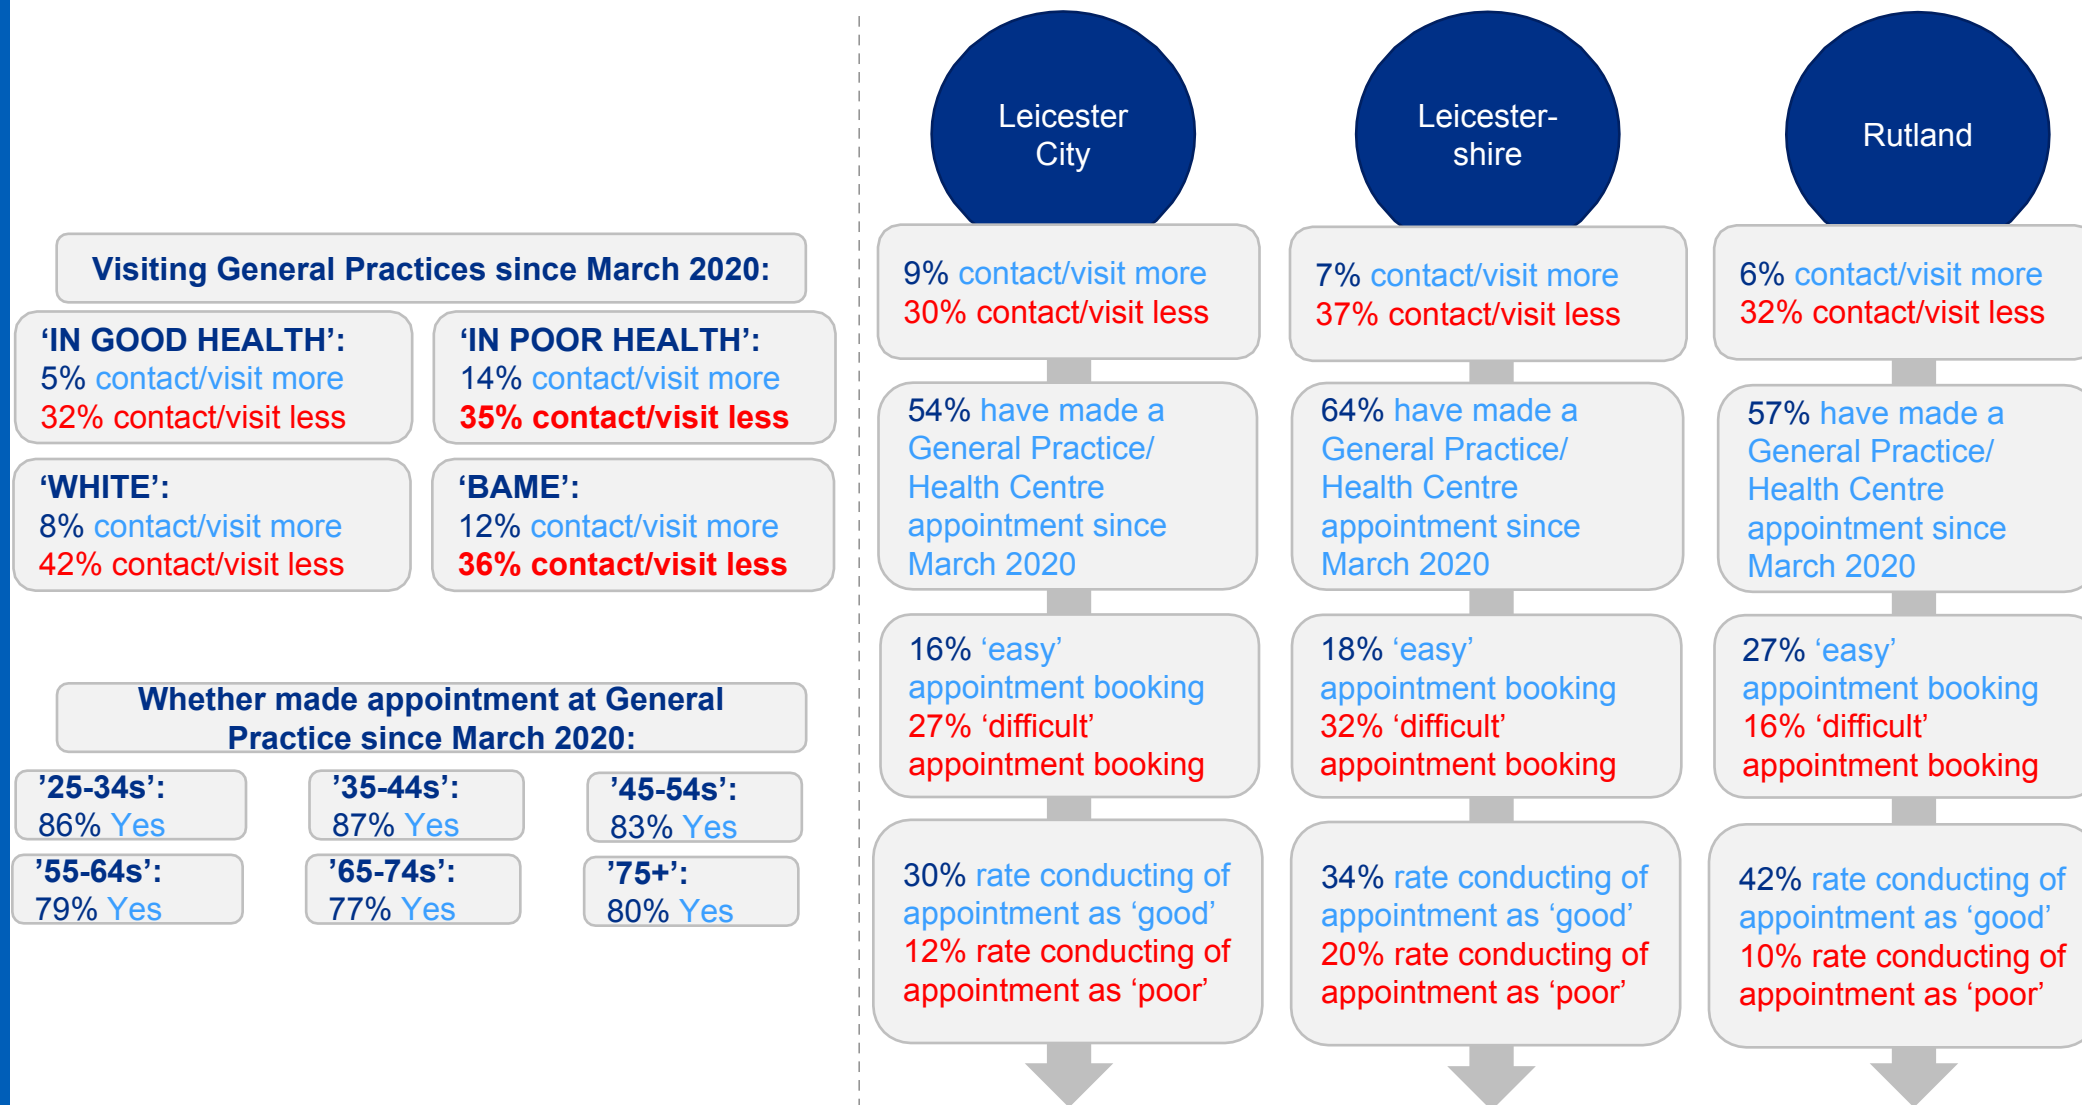 Visiting General Practices since March 2020:
‘IN GOOD HEALTH’:
5% contact/visit more
32% contact/visit less
‘IN POOR HEALTH’:
14% contact/visit more
35% contact/visit less
‘WHITE’:
8% contact/visit more
42% contact/visit less
‘BAME’:
12% contact/visit more
36% contact/visit less
Whether made appointment at General
Practice since March 2020:
’25-34s’:
86% Yes
’35-44s’:
87% Yes
’45-54s’:
83% Yes
’55-64s’:
79% Yes
’65-74s’:
77% Yes
’75+’:
80% Yes
Leicester
City
9% contact/visit more
30% contact/visit less
54% have made a
General Practice/
Health Centre
appointment since
March 2020
16% ‘easy’
appointment booking
27% ‘difficult’
appointment booking
30% rate conducting of
appointment as ‘good’
12% rate conducting of
appointment as ‘poor’
Leicester-
shire
7% contact/visit more
37% contact/visit less
64% have made a
General Practice/
Health Centre
appointment since
March 2020
18% ‘easy’
appointment booking
32% ‘difficult’
appointment booking
34% rate conducting of
appointment as ‘good’
20% rate conducting of
appointment as ‘poor’
Rutland
6% contact/visit more
32% contact/visit less
57% have made a
General Practice/
Health Centre
appointment since
March 2020
27% ‘easy’
appointment booking
16% ‘difficult’
appointment booking
42% rate conducting of
appointment as ‘good’
10% rate conducting of
appointment as ‘poor’